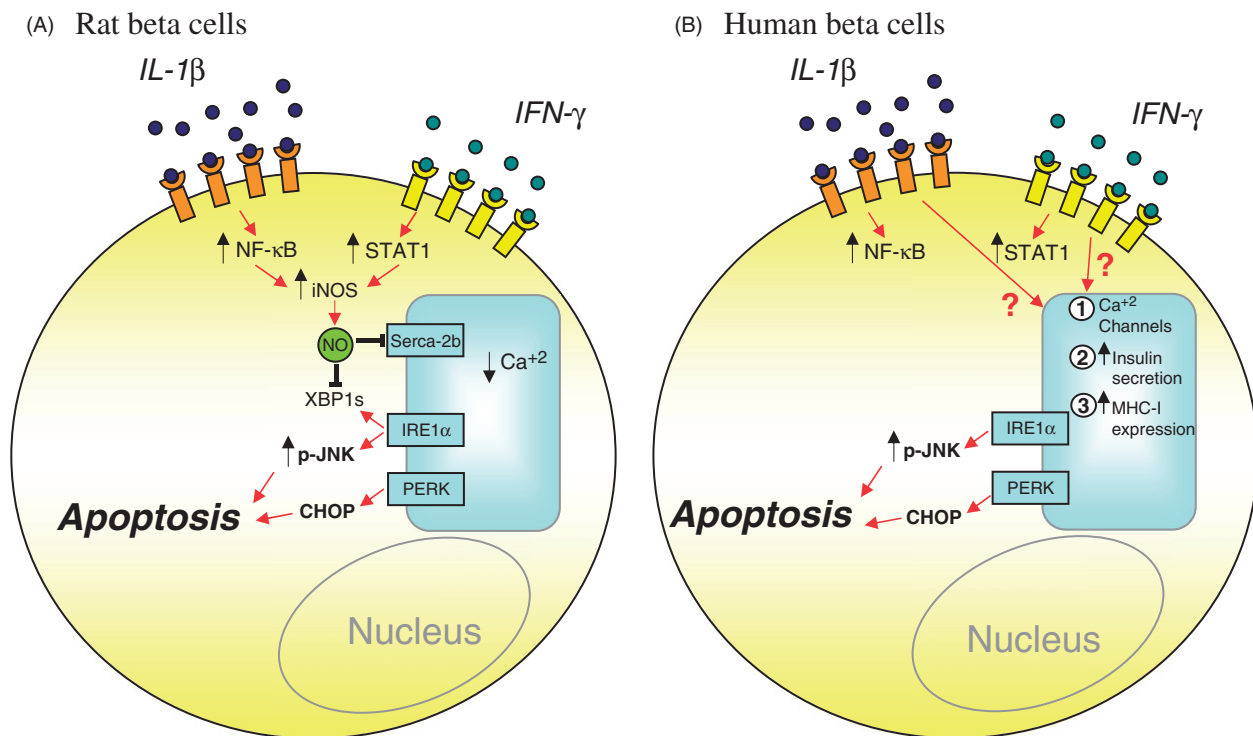 (A) Rat beta cells
IL-1β
IFN-γ
NF-κB
STAT1
iNOS
NO
Serca-2b
Ca+2
XBP1s
IRE1α
p-JNK
PERK
CHOP
Apoptosis
Nucleus
(B) Human beta cells
IL-1β
IFN-γ
NF-κB
STAT1
?
?
1 Ca+2
Channels
2 Insulin
secretion
3 MHC-I
expression
IRE1α
p-JNK
PERK
CHOP
Apoptosis
Nucleus